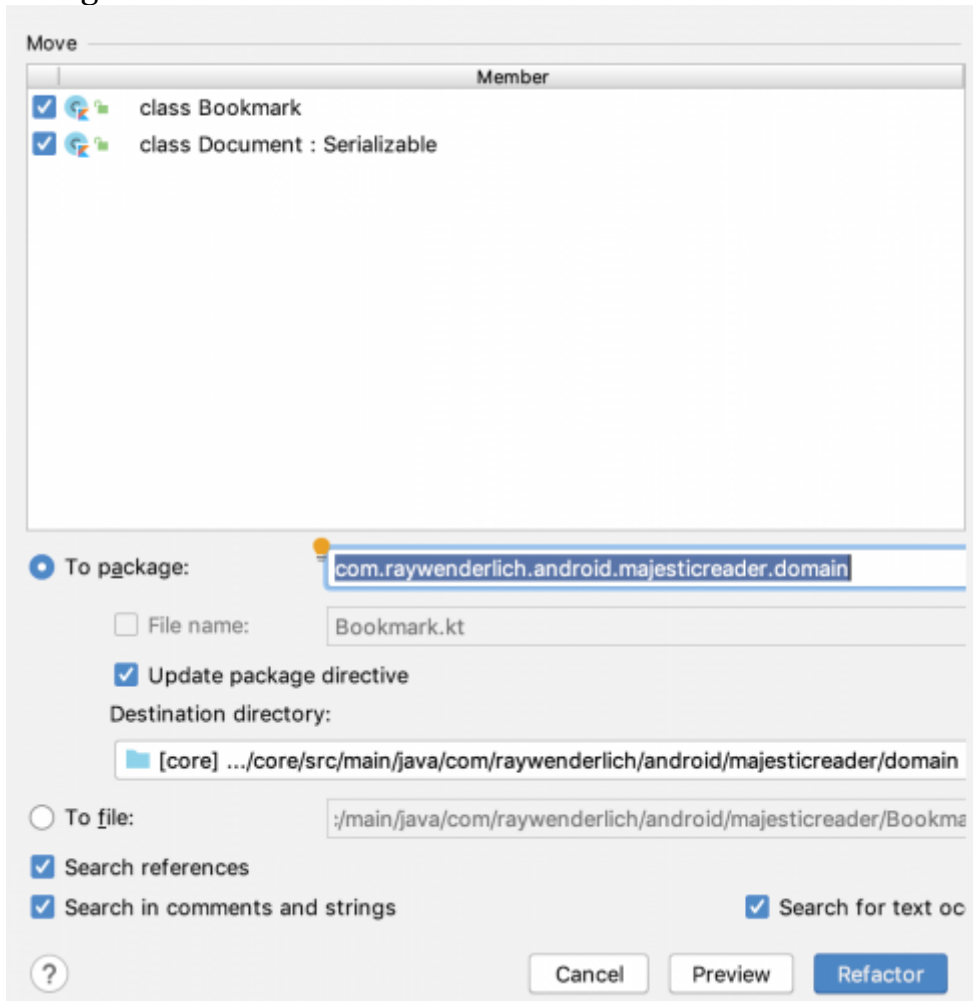 Move
Member
class Bookmark
class Document : Serializable
To package:
com.raywenderlich.android.majesticreader.domain
File name:
Bookmark.kt
Update package directive
Destination directory:
[core] .../core/src/main/java/com/raywenderlich/android/majesticreader/domain
To file:
:/main/java/com/raywenderlich/android/majesticreader/Bookma
Search references
Search in comments and strings
Search for text oc
?
Cancel
Preview
Refactor